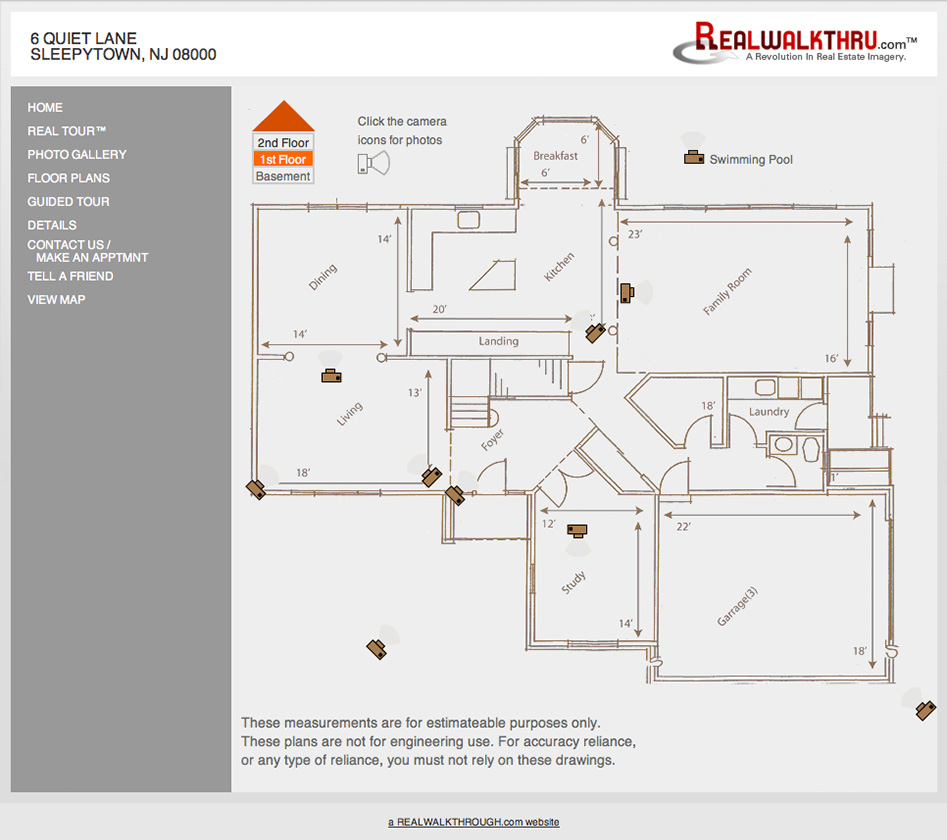 6 QUIET LANE
SLEEPYTOWN, NJ 08000
REALWALKTHRU.com™
A Revolution In Real Estate Imagery.
HOME
REAL TOUR™
PHOTO GALLERY
FLOOR PLANS
GUIDED TOUR
DETAILS
CONTACT US /
MAKE AN APPTMNT
TELL A FRIEND
VIEW MAP
2nd Floor
1st Floor
Basement
Click the camera
icons for photos
Swimming Pool
6'
Breakfast
6'
14'
Dining
14'
Kitchen
20'
Landing
23'
Family Room
16'
13'
Living
18'
Foyer
18'
Laundry
1'
12'
Study
14'
22'
Garrage(3)
18'
These measurements are for estimateable purposes only.
These plans are not for engineering use. For accuracy reliance,
or any type of reliance, you must not rely on these drawings.
a REALWALKTHROUGH.com website